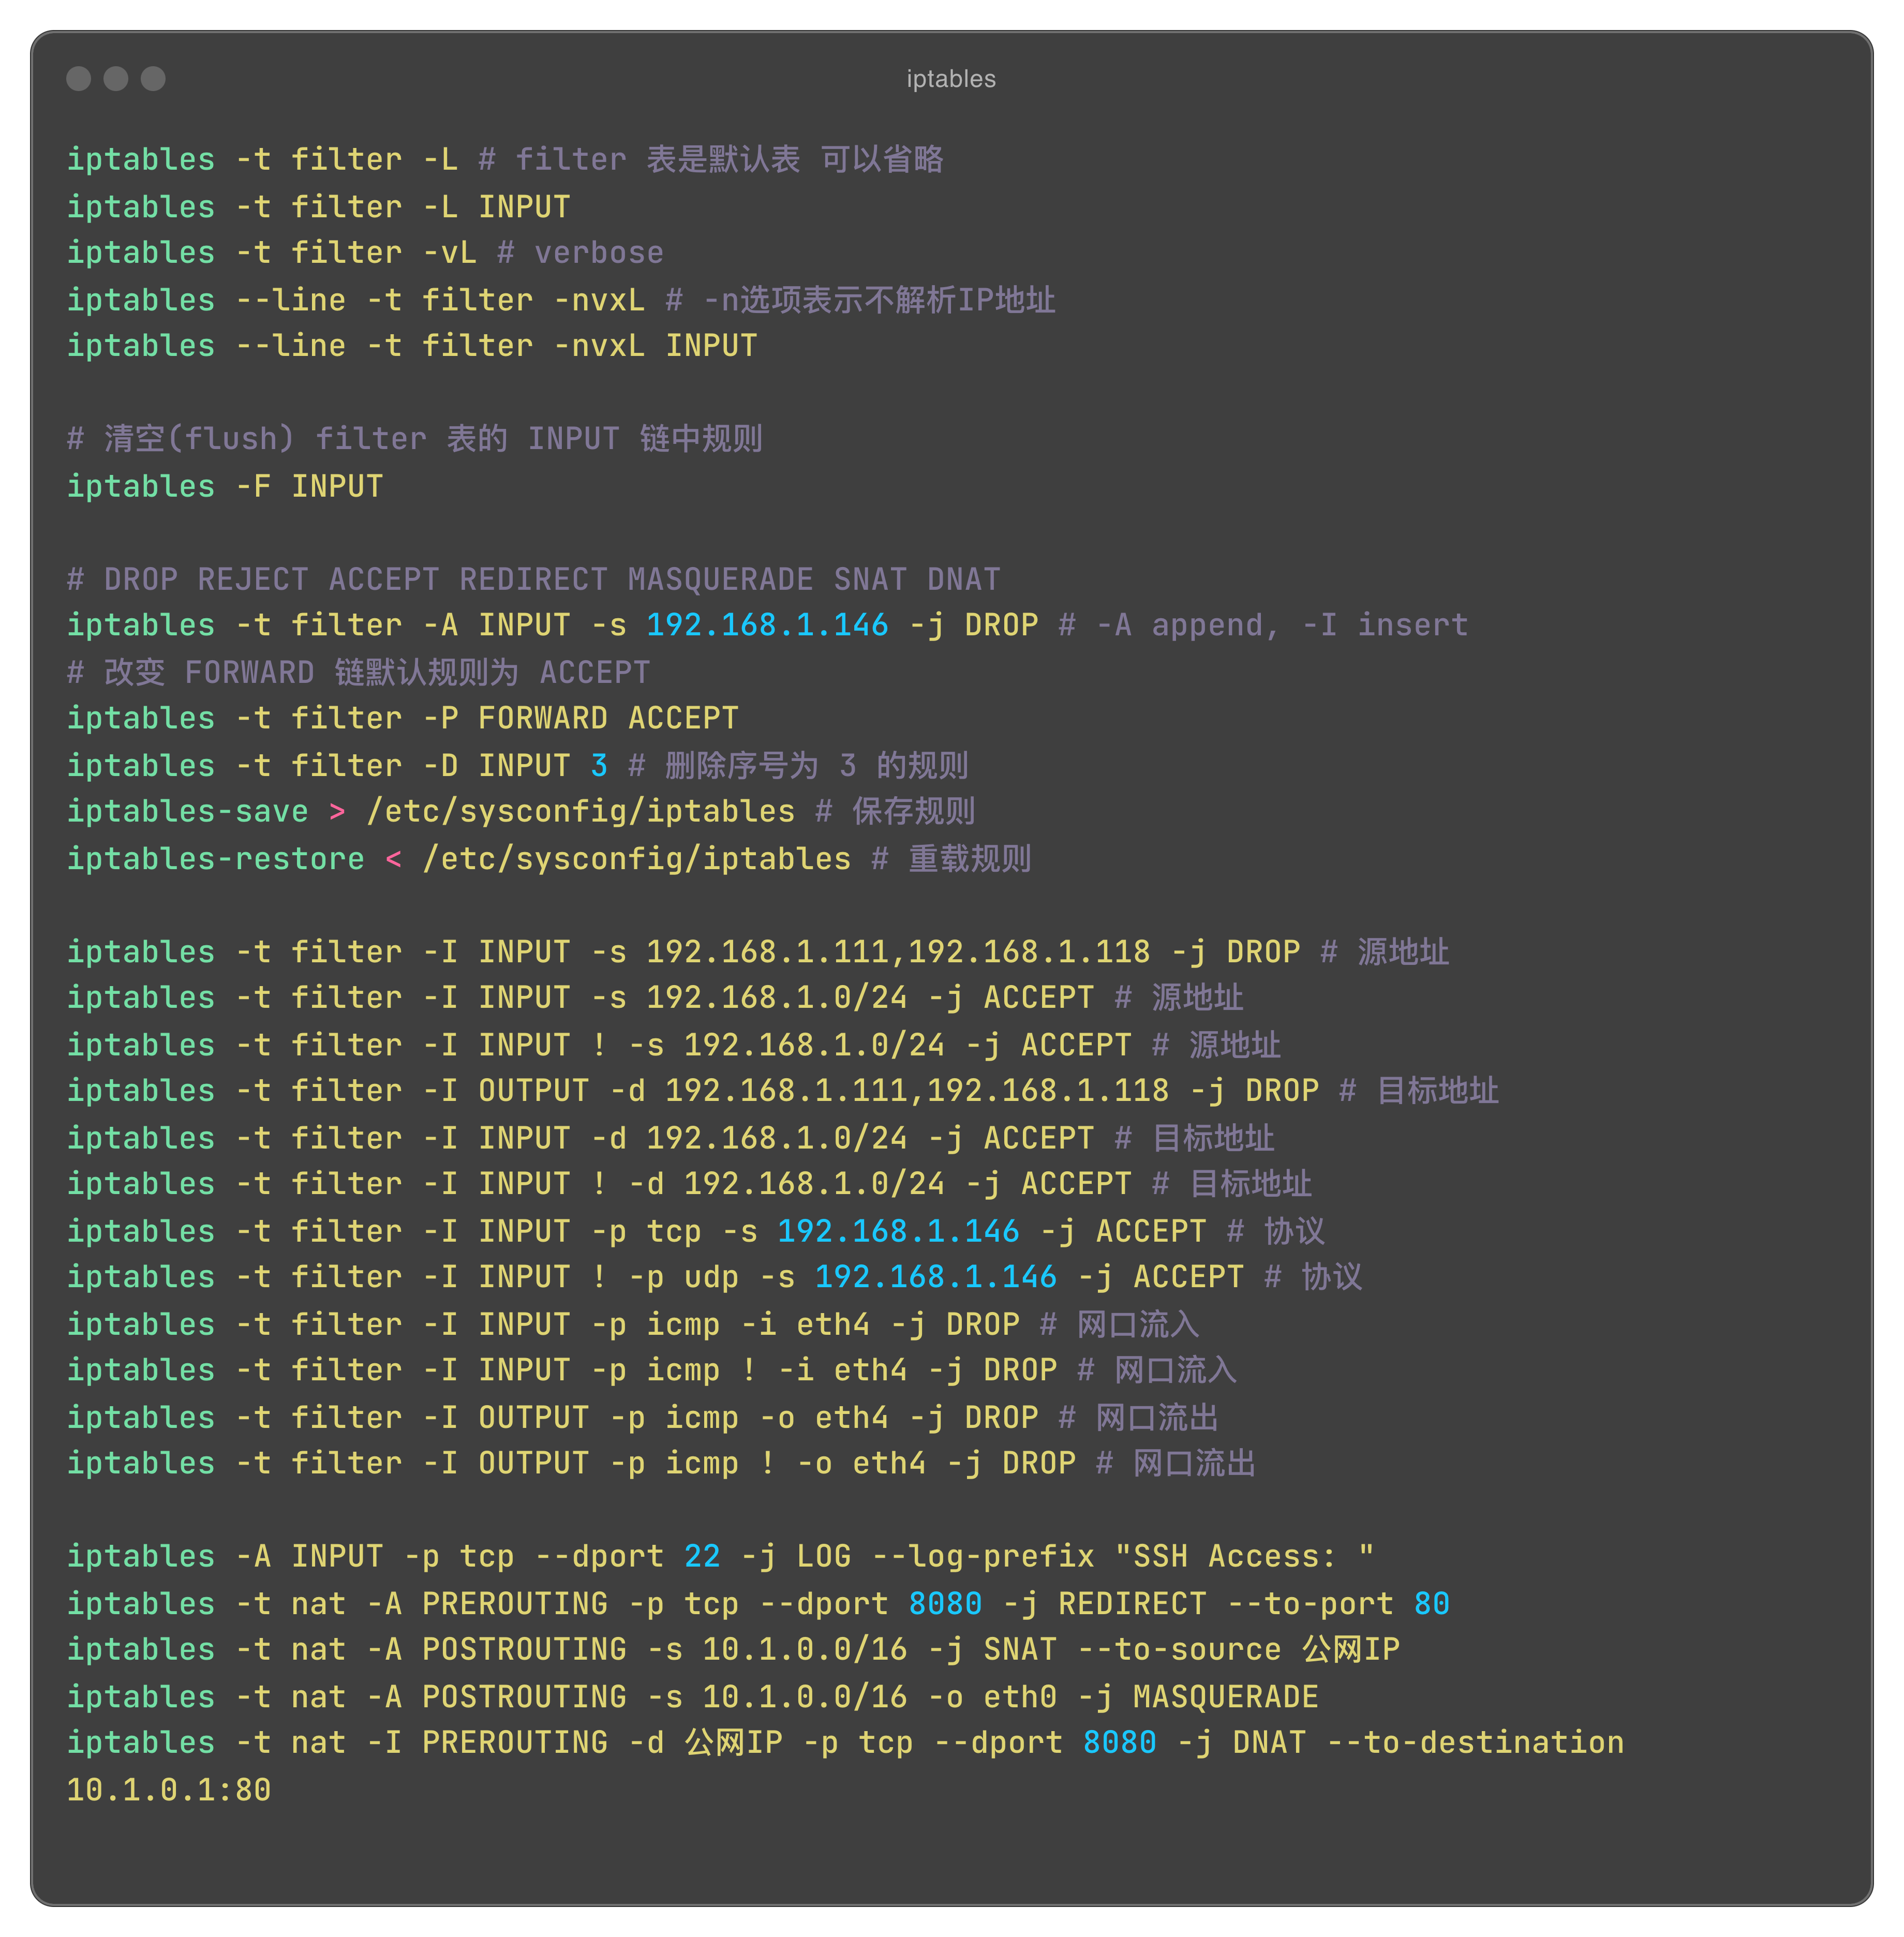 iptables
iptables -t filter -L # filter 表是默认表 可以省略
iptables -t filter -L INPUT
iptables -t filter -vL # verbose
iptables --line -t filter -nvxL # -n选项表示不解析IP地址
iptables --line -t filter -nvxL INPUT
# 清空(flush) filter 表的 INPUT 链中规则
iptables -F INPUT
# DROP REJECT ACCEPT REDIRECT MASQUERADE SNAT DNAT
iptables -t filter -A INPUT -s 192.168.1.146 -j DROP # -A append, -I insert
# 改变 FORWARD 链默认规则为 ACCEPT
iptables -t filter -P FORWARD ACCEPT
iptables -t filter -D INPUT 3 # 删除序号为 3 的规则
iptables-save > /etc/sysconfig/iptables # 保存规则
iptables-restore < /etc/sysconfig/iptables # 重载规则
iptables -t filter -I INPUT -s 192.168.1.111,192.168.1.118 -j DROP # 源地址
iptables -t filter -I INPUT -s 192.168.1.0/24 -j ACCEPT # 源地址
iptables -t filter -I INPUT ! -s 192.168.1.0/24 -j ACCEPT # 源地址
iptables -t filter -I OUTPUT -d 192.168.1.111,192.168.1.118 -j DROP # 目标地址
iptables -t filter -I INPUT -d 192.168.1.0/24 -j ACCEPT # 目标地址
iptables -t filter -I INPUT ! -d 192.168.1.0/24 -j ACCEPT # 目标地址
iptables -t filter -I INPUT -p tcp -s 192.168.1.146 -j ACCEPT # 协议
iptables -t filter -I INPUT ! -p udp -s 192.168.1.146 -j ACCEPT # 协议
iptables -t filter -I INPUT -p icmp -i eth4 -j DROP # 网口流入
iptables -t filter -I INPUT -p icmp ! -i eth4 -j DROP # 网口流入
iptables -t filter -I OUTPUT -p icmp -o eth4 -j DROP # 网口流出
iptables -t filter -I OUTPUT -p icmp ! -o eth4 -j DROP # 网口流出
iptables -A INPUT -p tcp --dport 22 -j LOG --log-prefix "SSH Access: "
iptables -t nat -A PREROUTING -p tcp --dport 8080 -j REDIRECT --to-port 80
iptables -t nat -A POSTROUTING -s 10.1.0.0/16 -j SNAT --to-source 公网IP
iptables -t nat -A POSTROUTING -s 10.1.0.0/16 -o eth0 -j MASQUERADE
iptables -t nat -I PREROUTING -d 公网IP -p tcp --dport 8080 -j DNAT --to-destination
10.1.0.1:80